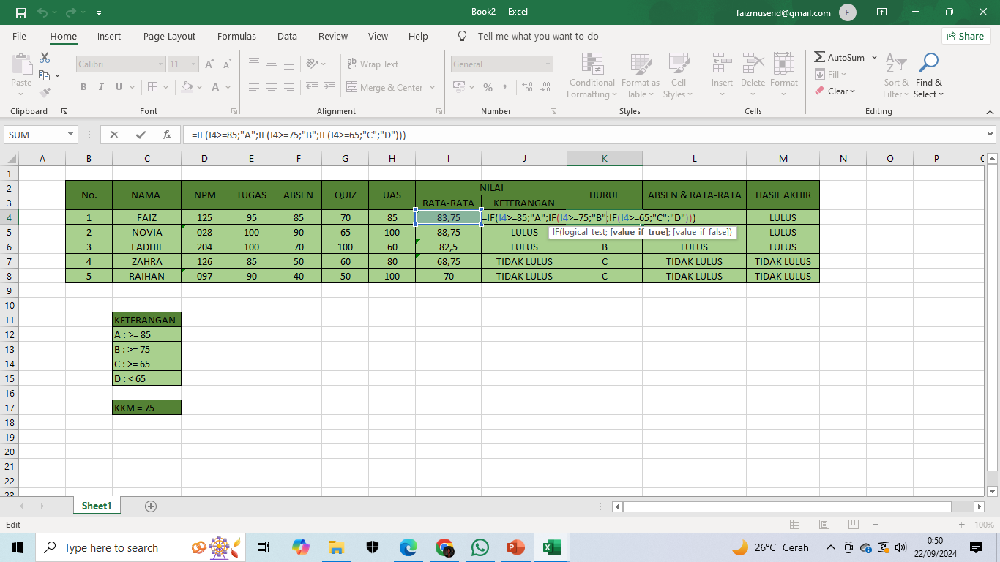 Book2 - Excel
faizmuserid@gmail.com
F
File Home Insert Page Layout Formulas Data Review View Help Tell me what you want to do
Share
Paste
Clipboard
Calibri 11
B I U
Font
Wrap Text
Merge & Center
Alignment
General
Number
Conditional Formatting
Format as Table
Cell Styles
Styles
Insert Delete Format
Cells
AutoSum
Fill
Clear
Sort & Filter
Find & Select
Editing
SUM fx =IF(I4>=85;"A";IF(I4>=75;"B";IF(I4>=65;"C";"D")))
A B C D E F G H I J K L M N O P
1
2 No. NAMA NPM TUGAS ABSEN QUIZ UAS NILAI HURUF ABSEN & RATA-RATA HASIL AKHIR
3 RATA-RATA KETERANGAN
4 1 FAIZ 125 95 85 70 85 83,75 =IF(I4>=85;"A";IF(I4>=75;"B";IF(I4>=65;"C";"D"))) LULUS
5 2 NOVIA 028 100 90 65 100 88,75 LULUS LULUS
IF(logical_test; [value_if_true]; [value_if_false])
6 3 FADHIL 204 100 70 100 60 82,5 LULUS B LULUS LULUS
7 4 ZAHRA 126 85 50 60 80 68,75 TIDAK LULUS C TIDAK LULUS TIDAK LULUS
8 5 RAIHAN 097 90 40 50 100 70 TIDAK LULUS C TIDAK LULUS TIDAK LULUS
9
10
11 KETERANGAN
12 A : >= 85
13 B : >= 75
14 C : >= 65
15 D : < 65
16
17 KKM = 75
18
19
20
21
22
23
Sheet1
Edit
100%
Type here to search
26°C Cerah
0:50
22/09/2024